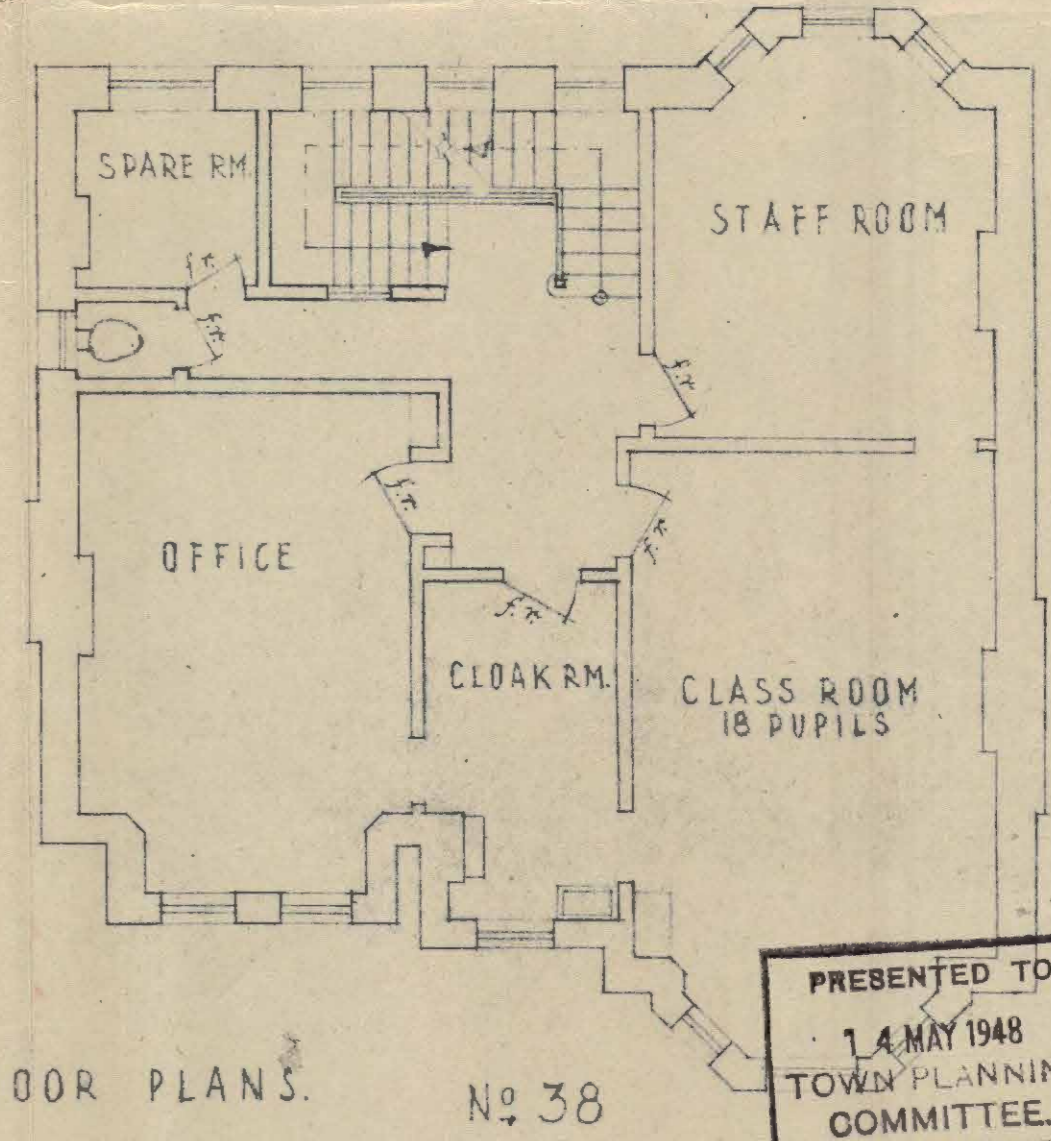 SPARE RM.
STAFF ROOM
f.r.
f.r.
f.r.
f.r.
f.r.
OFFICE
f.r.
CLOAK RM.
CLASS ROOM
18 PUPILS
OOR PLANS.
Nº 38
PRESENTED TO
14 MAY 1948
TOWN PLANNIN
COMMITTEE.